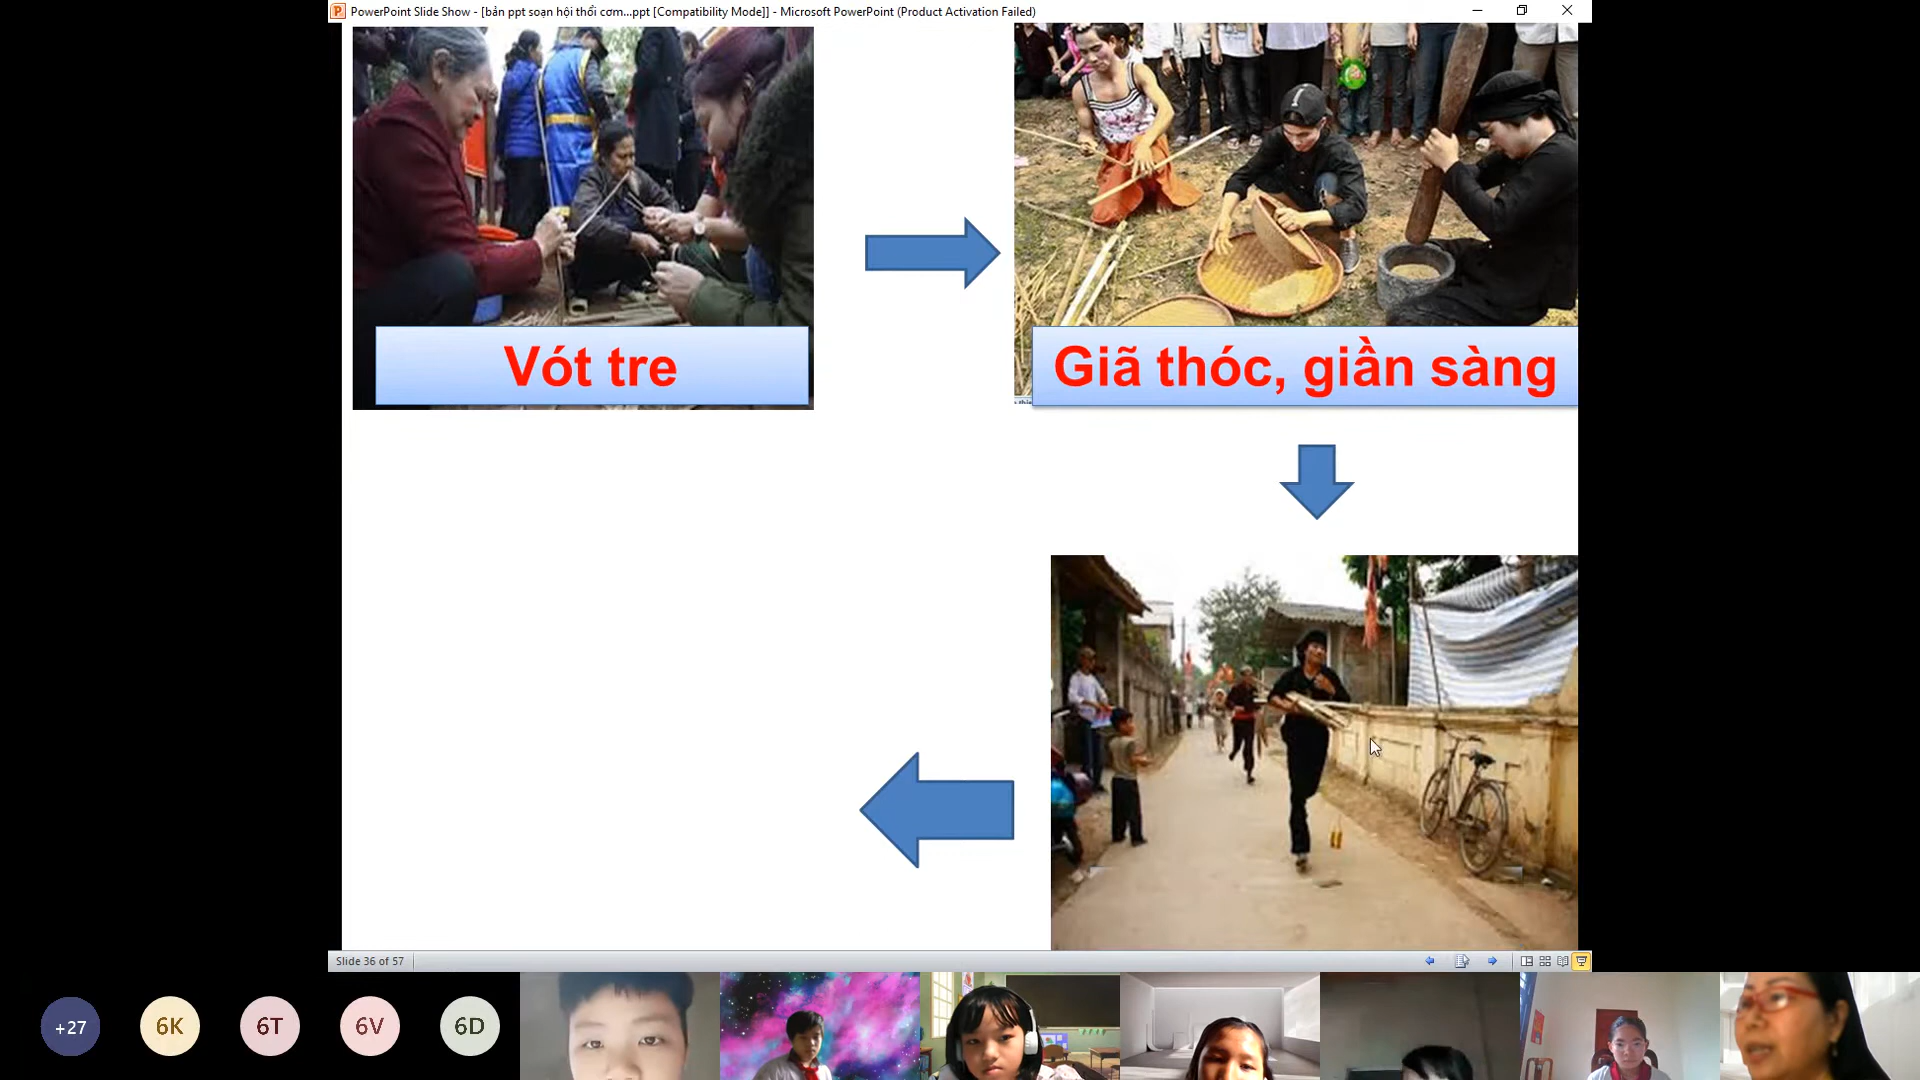 PowerPoint Slide Show - [bản ppt soạn hội thổi cơm...ppt [Compatibility Mode]] - Microsoft PowerPoint (Product Activation Failed)
Vót tre
Giã thóc, giần sàng
Slide 36 of 57
+27
6K
6T
6V
6D